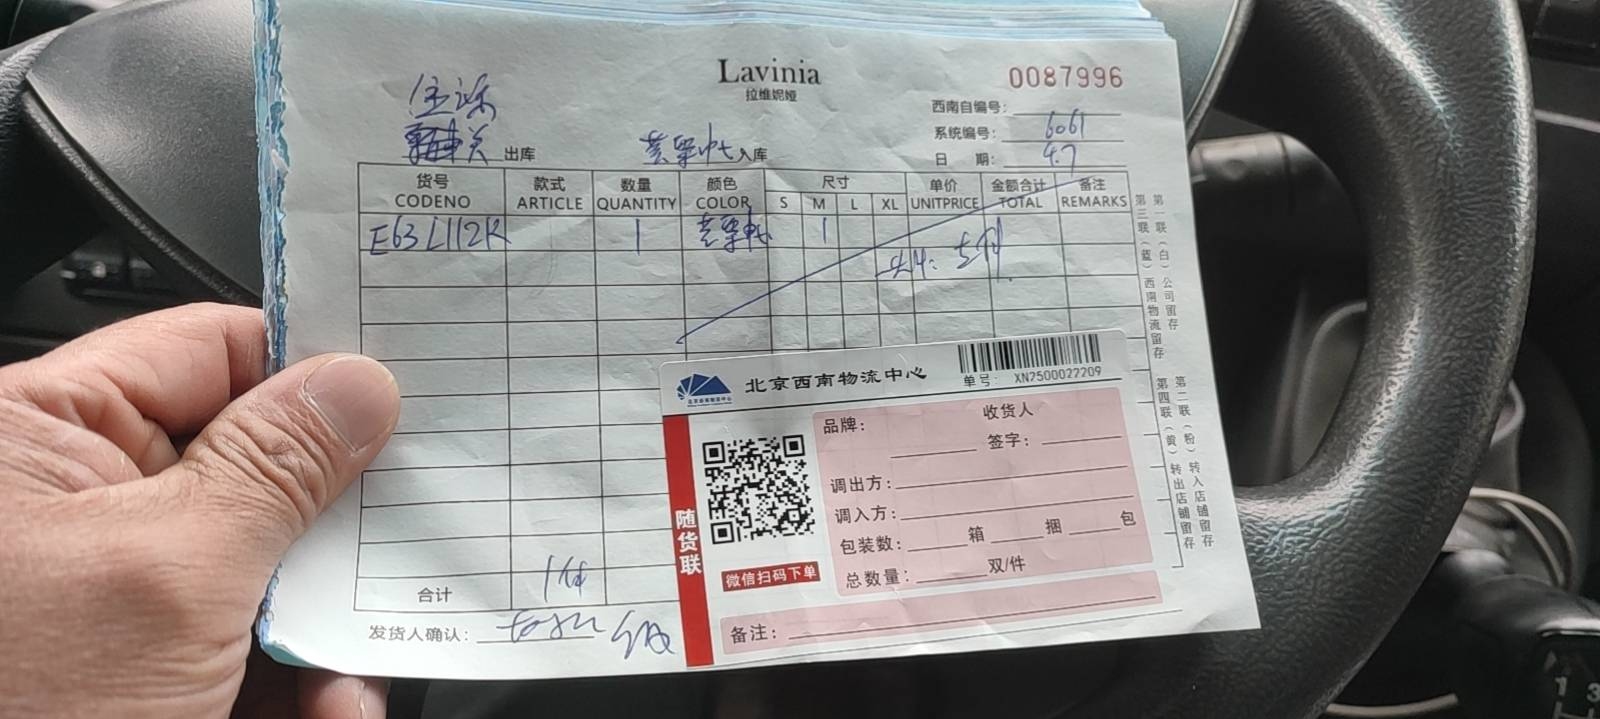 Lavinia
拉维妮娅
0087996
西南自编号：
系统编号： 6061
日 期： 4.7
出库
入库
货号 款式 数量 颜色 尺寸 单价 金额合计 备注
CODENO ARTICLE QUANTITY COLOR S M L XL UNITPRICE TOTAL REMARKS
E63L112K 1 1
合计 1件
发货人确认：
第一联（白）公司留存
第三联（蓝）西南物流留存
第二联（粉）转入店铺留存
第四联（黄）转出店铺留存
北京西南物流中心
单号： XN2500022209
随货联
微信扫码下单
品牌： 收货人
签字：
调出方：
调入方：
包装数： 箱 捆 包
总数量： 双/件
备注：
1 3